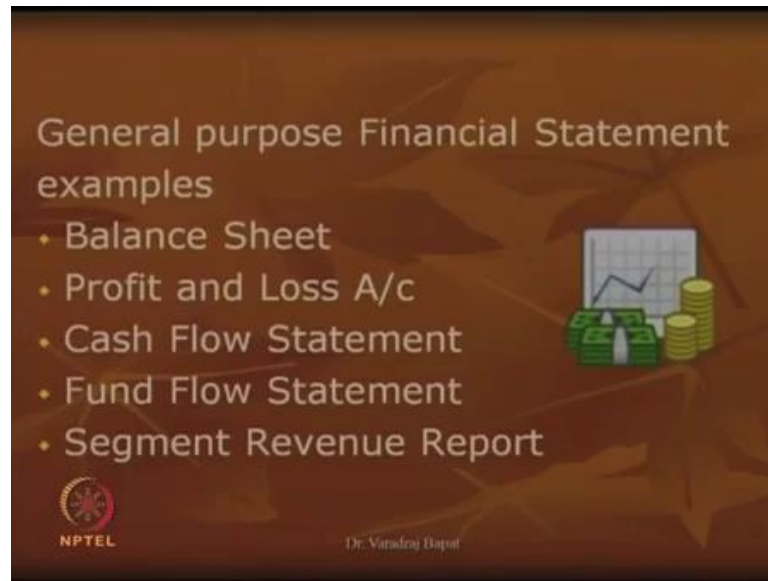 General purpose Financial Statement
examples
• Balance Sheet
• Profit and Loss A/c
• Cash Flow Statement
• Fund Flow Statement
• Segment Revenue Report
NPTEL
Dr. Varadraj Bapat